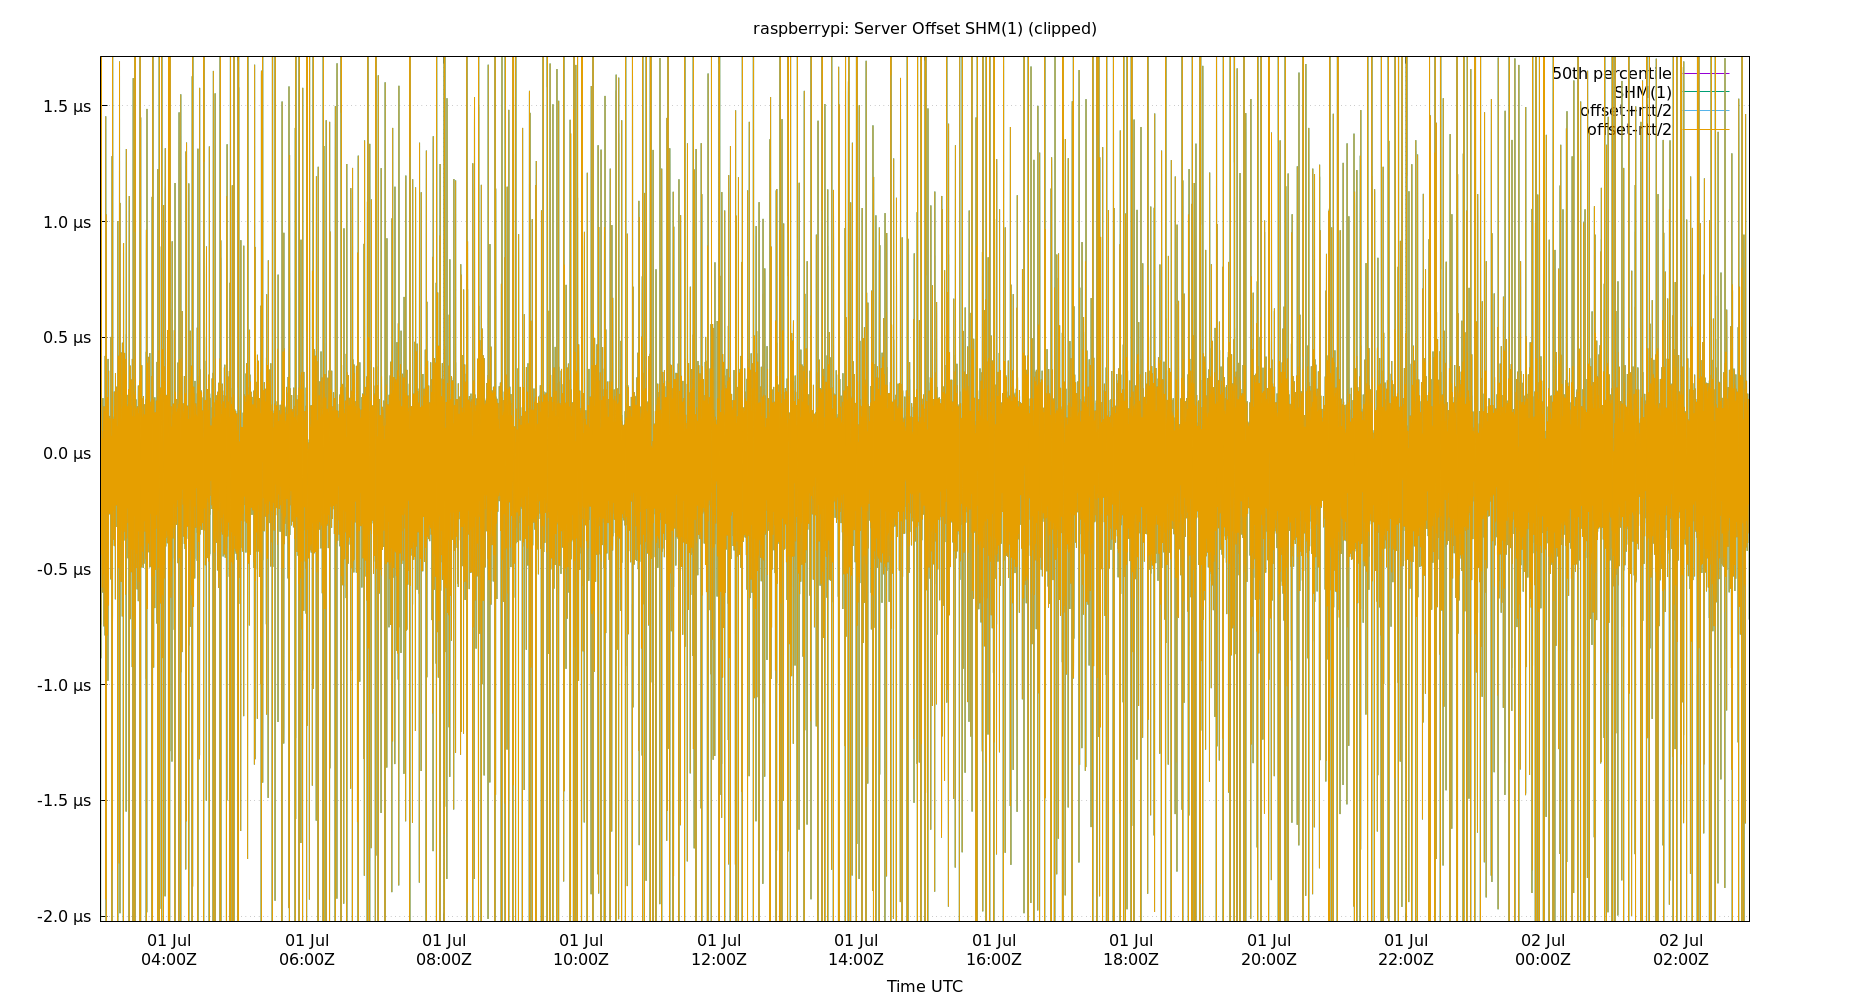 raspberrypi: Server Offset SHM(1) (clipped)
50th percentile
SHM(1)
offset+rtt/2
offset-rtt/2
1.5 µs
1.0 µs
0.5 µs
0.0 µs
-0.5 µs
-1.0 µs
-1.5 µs
-2.0 µs
01 Jul 01 Jul 01 Jul 01 Jul 01 Jul 01 Jul 01 Jul 01 Jul 01 Jul 01 Jul 02 Jul 02 Jul
04:00Z 06:00Z 08:00Z 10:00Z 12:00Z 14:00Z 16:00Z 18:00Z 20:00Z 22:00Z 00:00Z 02:00Z
Time UTC